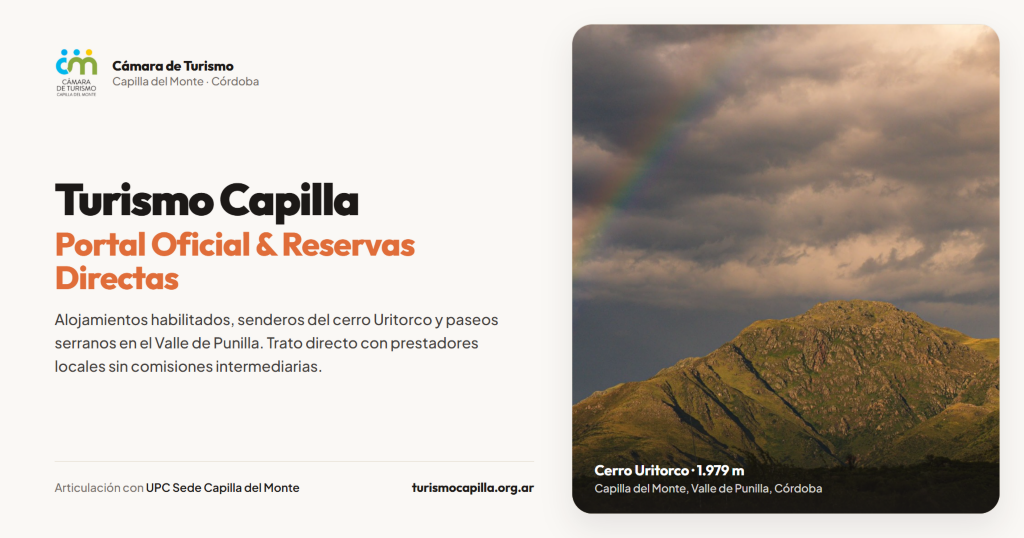 cm
CÁMARA
DE TURISMO
CAPILLA DEL MONTE
Cámara de Turismo
Capilla del Monte · Córdoba
Turismo Capilla
Portal Oficial & Reservas
Directas
Alojamientos habilitados, senderos del cerro Uritorco y paseos
serranos en el Valle de Punilla. Trato directo con prestadores
locales sin comisiones intermediarias.
Articulación con UPC Sede Capilla del Monte
turismocapilla.org.ar
Cerro Uritorco · 1.979 m
Capilla del Monte, Valle de Punilla, Córdoba